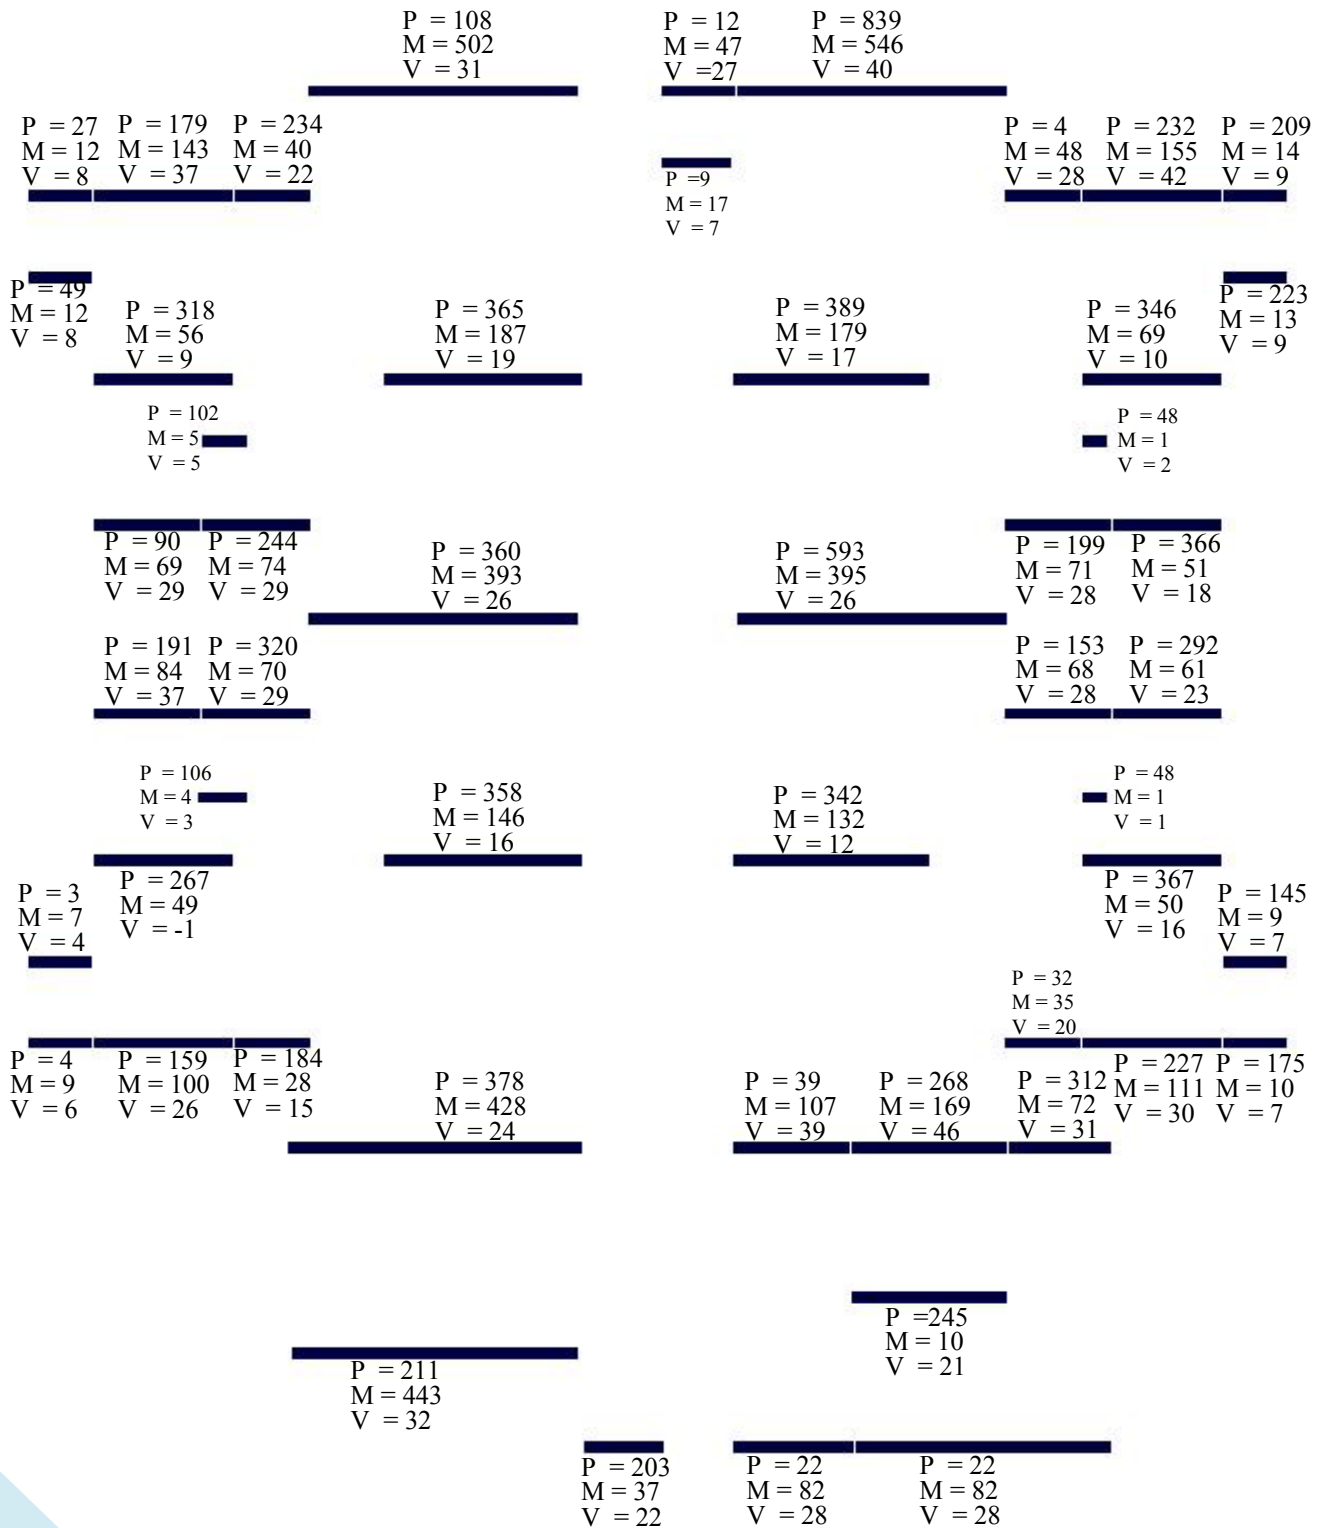 P = 108
M = 502
V = 31
P = 12
M = 47
V =27
P = 839
M = 546
V = 40
P = 27
M = 12
V = 8
P = 179
M = 143
V = 37
P = 234
M = 40
V = 22
P =9
M = 17
V = 7
P = 4
M = 48
V = 28
P = 232
M = 155
V = 42
P = 209
M = 14
V = 9
P = 49
M = 12
V = 8
P = 318
M = 56
V = 9
P = 365
M = 187
V = 19
P = 389
M = 179
V = 17
P = 346
M = 69
V = 10
P = 223
M = 13
V = 9
P = 102
M = 5
V = 5
P = 48
M = 1
V = 2
P = 90
M = 69
V = 29
P = 244
M = 74
V = 29
P = 360
M = 393
V = 26
P = 593
M = 395
V = 26
P = 199
M = 71
V = 28
P = 366
M = 51
V = 18
P = 191
M = 84
V = 37
P = 320
M = 70
V = 29
P = 153
M = 68
V = 28
P = 292
M = 61
V = 23
P = 106
M = 4
V = 3
P = 358
M = 146
V = 16
P = 342
M = 132
V = 12
P = 48
M = 1
V = 1
P = 3
M = 7
V = 4
P = 267
M = 49
V = -1
P = 367
M = 50
V = 16
P = 145
M = 9
V = 7
P = 32
M = 35
V = 20
P = 4
M = 9
V = 6
P = 159
M = 100
V = 26
P = 184
M = 28
V = 15
P = 378
M = 428
V = 24
P = 39
M = 107
V = 39
P = 268
M = 169
V = 46
P = 312
M = 72
V = 31
P = 227
M = 111
V = 30
P = 175
M = 10
V = 7
P =245
M = 10
V = 21
P = 211
M = 443
V = 32
P = 203
M = 37
V = 22
P = 22
M = 82
V = 28
P = 22
M = 82
V = 28